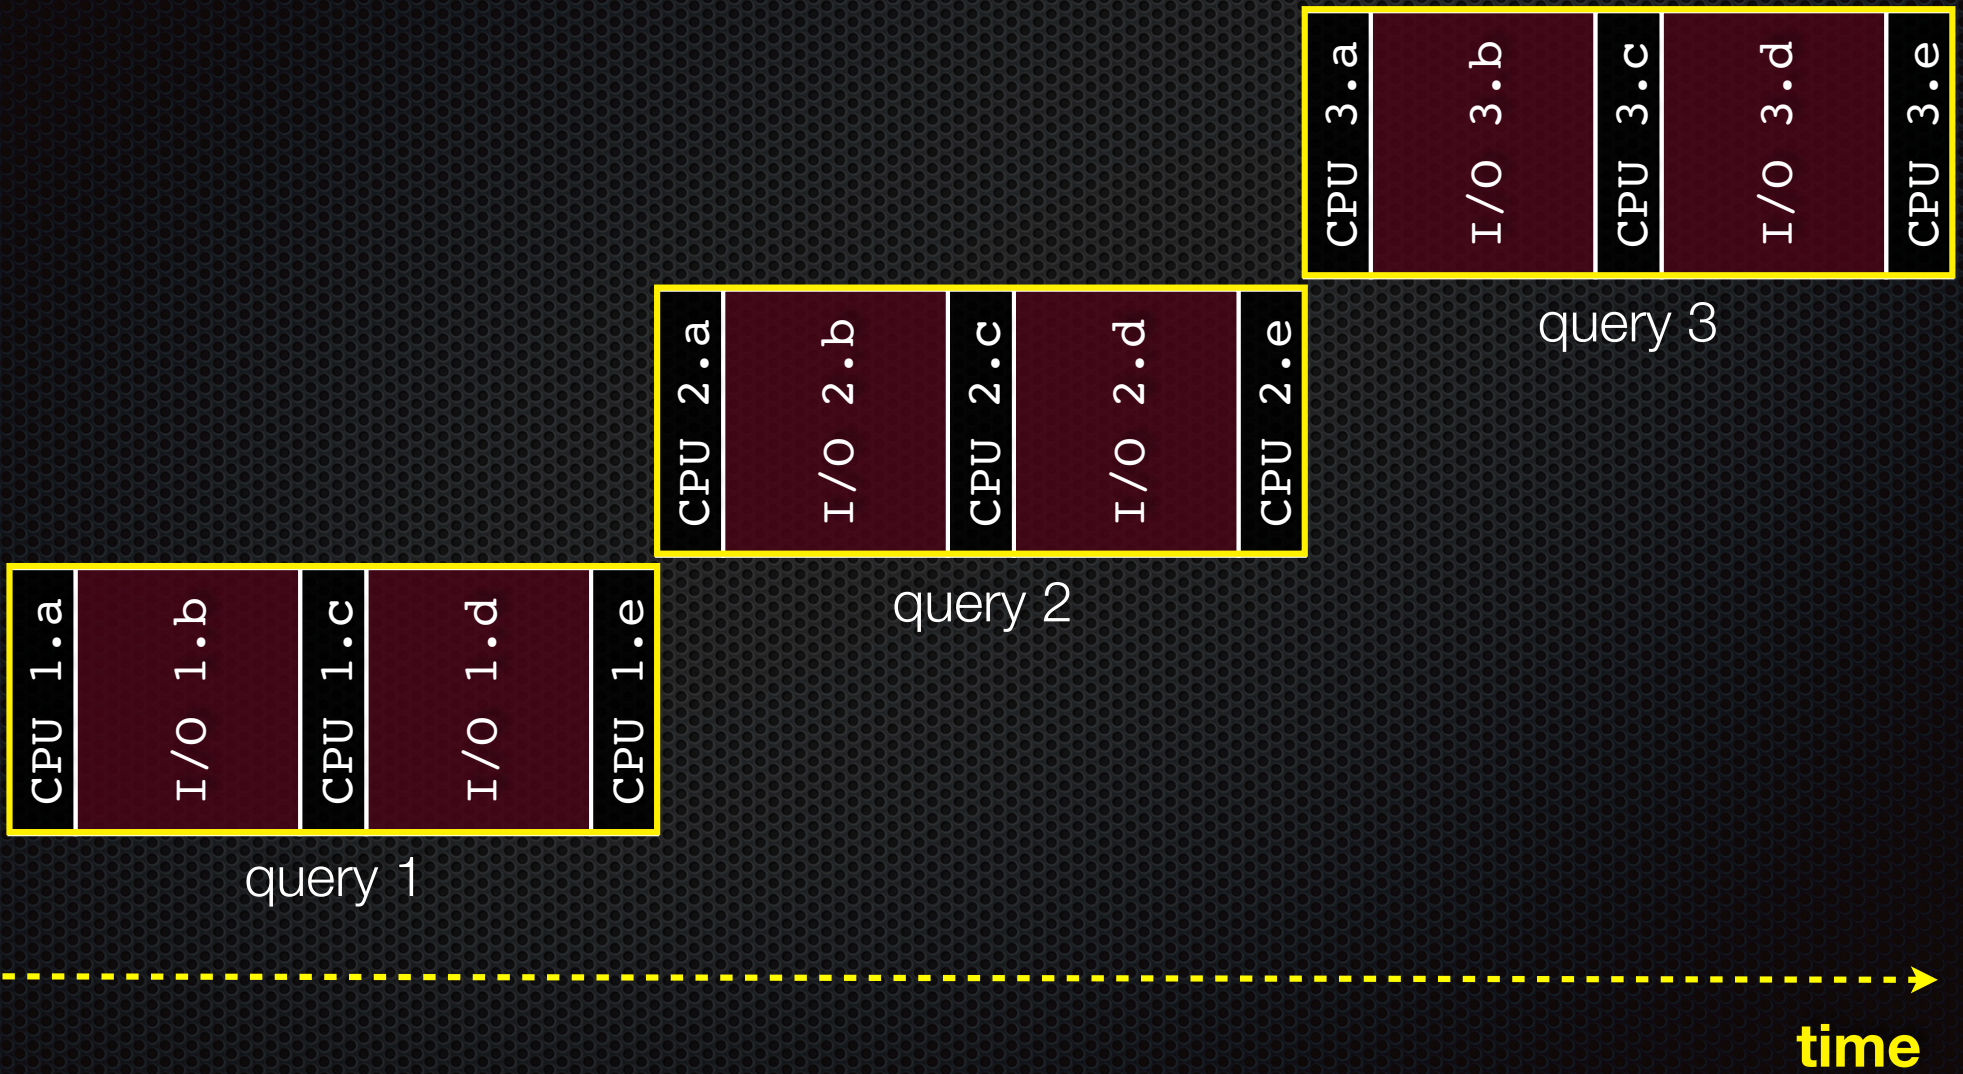 CPU 3.a
I/O 3.b
CPU 3.c
I/O 3.d
CPU 3.e
query 3
CPU 2.a
I/O 2.b
CPU 2.c
I/O 2.d
CPU 2.e
query 2
CPU 1.a
I/O 1.b
CPU 1.c
I/O 1.d
CPU 1.e
query 1
time